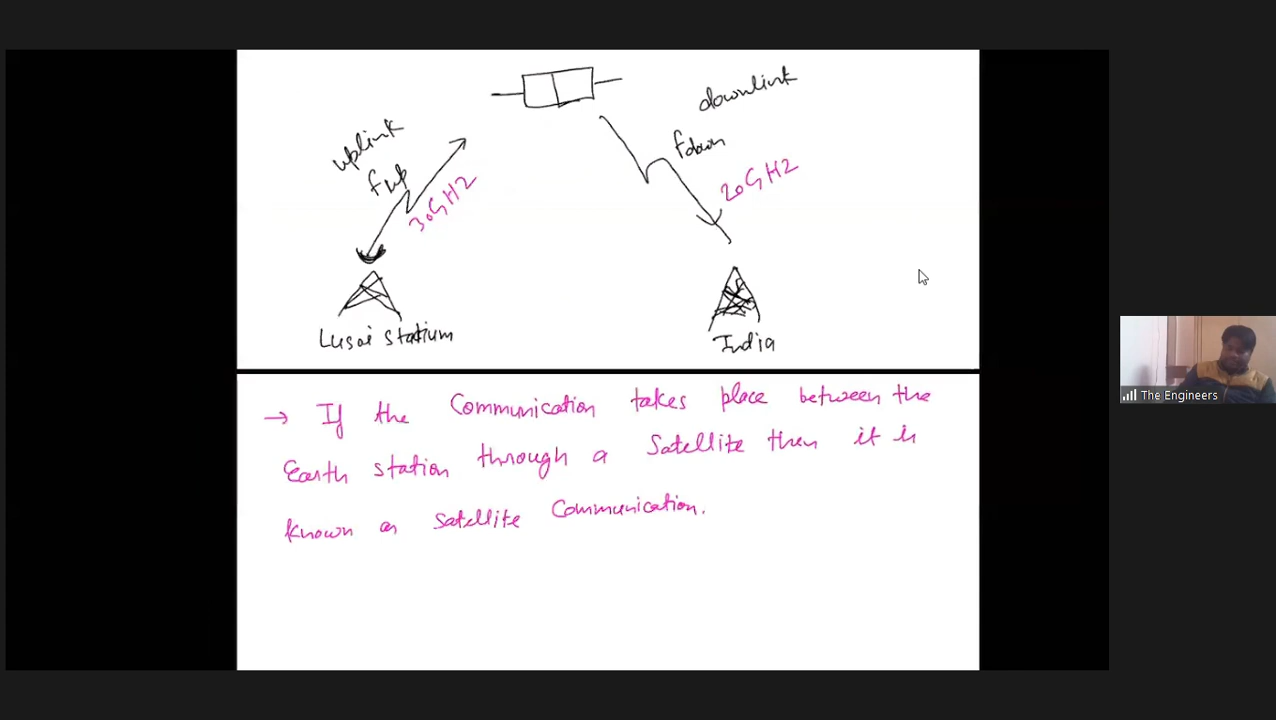 downlink
uplink
fdown
fup
20GHz
30GHz
Lusai statium
India
→ If the Communication takes place between the
Earth station through a Satellite then it is
known as Satellite Communication.
The Engineers